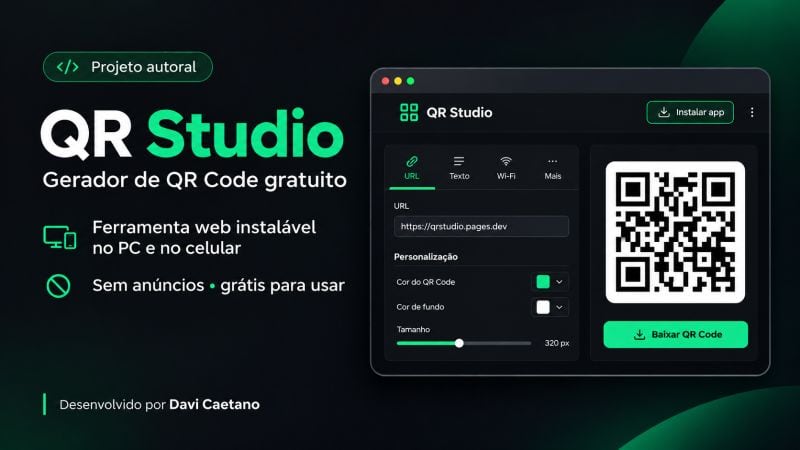 </> Projeto autoral
QR Studio
Gerador de QR Code gratuito
Ferramenta web instalável
no PC e no celular
Sem anúncios • grátis para usar
Desenvolvido por Davi Caetano
QR Studio
Instalar app
URL
Texto
Wi-Fi
Mais
URL
https://qrstudio.pages.dev
Personalização
Cor do QR Code
Cor de fundo
Tamanho
320 px
Baixar QR Code